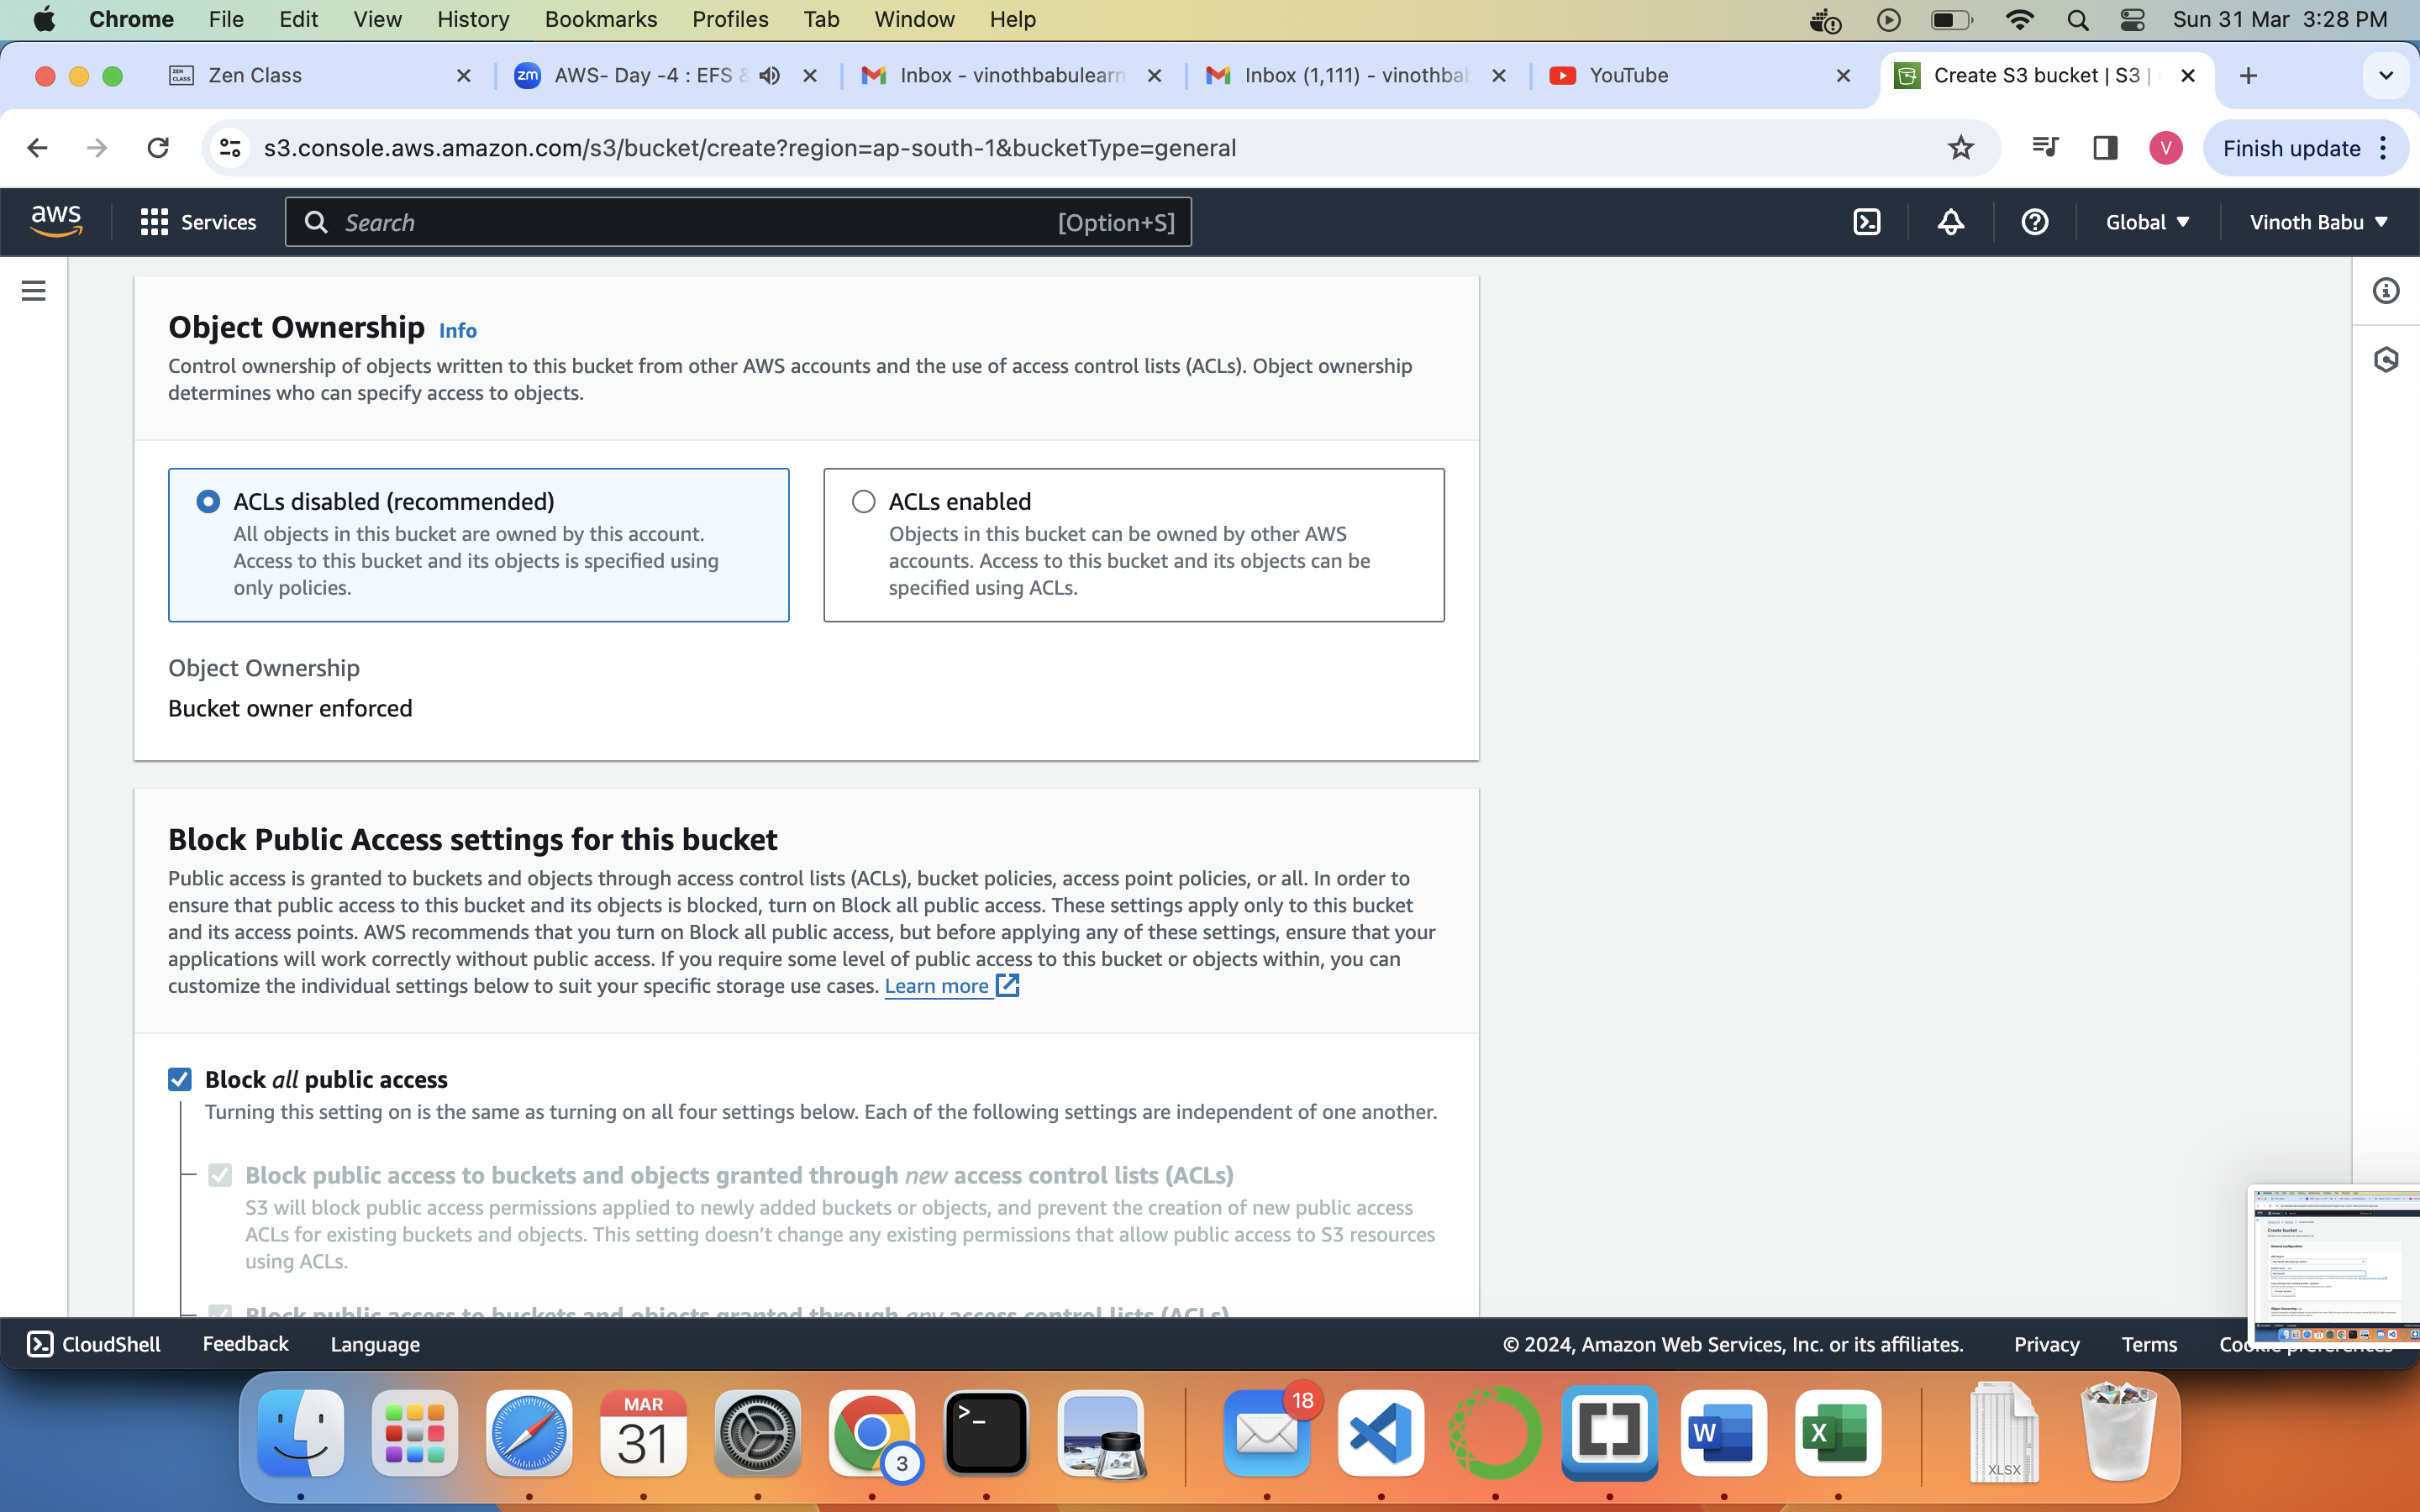 Chrome File Edit View History Bookmarks Profiles Tab Window Help Sun 31 Mar 3:28 PM
Zen Class AWS- Day -4 : EFS & Inbox - vinothbabulearn Inbox (1,111) - vinothbal YouTube Create S3 bucket | S3 |
s3.console.aws.amazon.com/s3/bucket/create?region=ap-south-1&bucketType=general V Finish update
aws Services Search [Option+S] Global Vinoth Babu
Object Ownership Info
Control ownership of objects written to this bucket from other AWS accounts and the use of access control lists (ACLs). Object ownership
determines who can specify access to objects.
ACLs disabled (recommended)
All objects in this bucket are owned by this account.
Access to this bucket and its objects is specified using
only policies.
ACLs enabled
Objects in this bucket can be owned by other AWS
accounts. Access to this bucket and its objects can be
specified using ACLs.
Object Ownership
Bucket owner enforced
Block Public Access settings for this bucket
Public access is granted to buckets and objects through access control lists (ACLs), bucket policies, access point policies, or all. In order to
ensure that public access to this bucket and its objects is blocked, turn on Block all public access. These settings apply only to this bucket
and its access points. AWS recommends that you turn on Block all public access, but before applying any of these settings, ensure that your
applications will work correctly without public access. If you require some level of public access to this bucket or objects within, you can
customize the individual settings below to suit your specific storage use cases. Learn more
Block all public access
Turning this setting on is the same as turning on all four settings below. Each of the following settings are independent of one another.
Block public access to buckets and objects granted through new access control lists (ACLs)
S3 will block public access permissions applied to newly added buckets or objects, and prevent the creation of new public access
ACLs for existing buckets and objects. This setting doesn't change any existing permissions that allow public access to S3 resources
using ACLs.
Block public access to buckets and objects granted through any access control lists (ACLs)
CloudShell Feedback Language © 2024, Amazon Web Services, Inc. or its affiliates. Privacy Terms Cookie preferences
MAR
31
3
18
W
X
XLSX